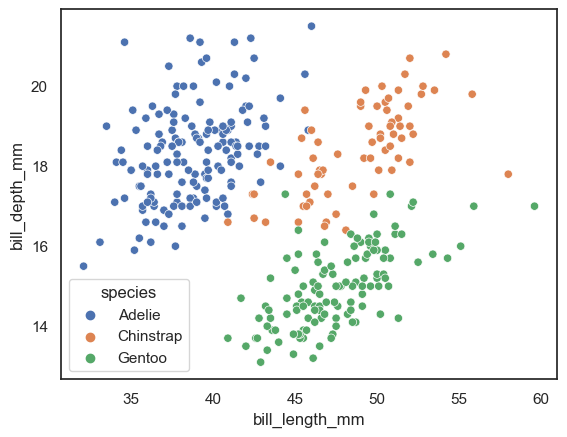 bill_depth_mm
20
18
16
14
species
Adelie
Chinstrap
Gentoo
35
40
45
50
55
60
bill_length_mm